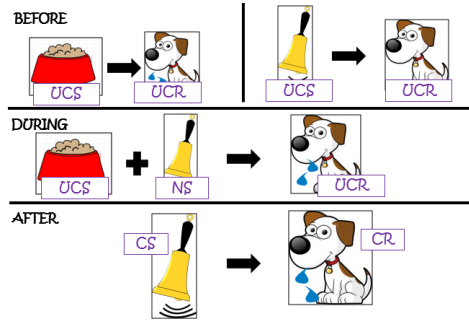 BEFORE
UCS
UCR
UCS
UCR
DURING
UCS
NS
UCR
AFTER
CS
CR